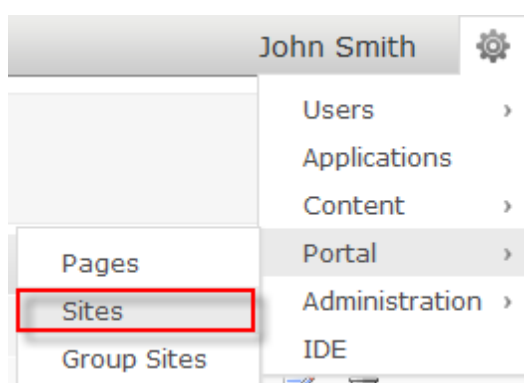 John Smith
Users
Applications
Content
Portal
Administration
IDE
Pages
Sites
Group Sites